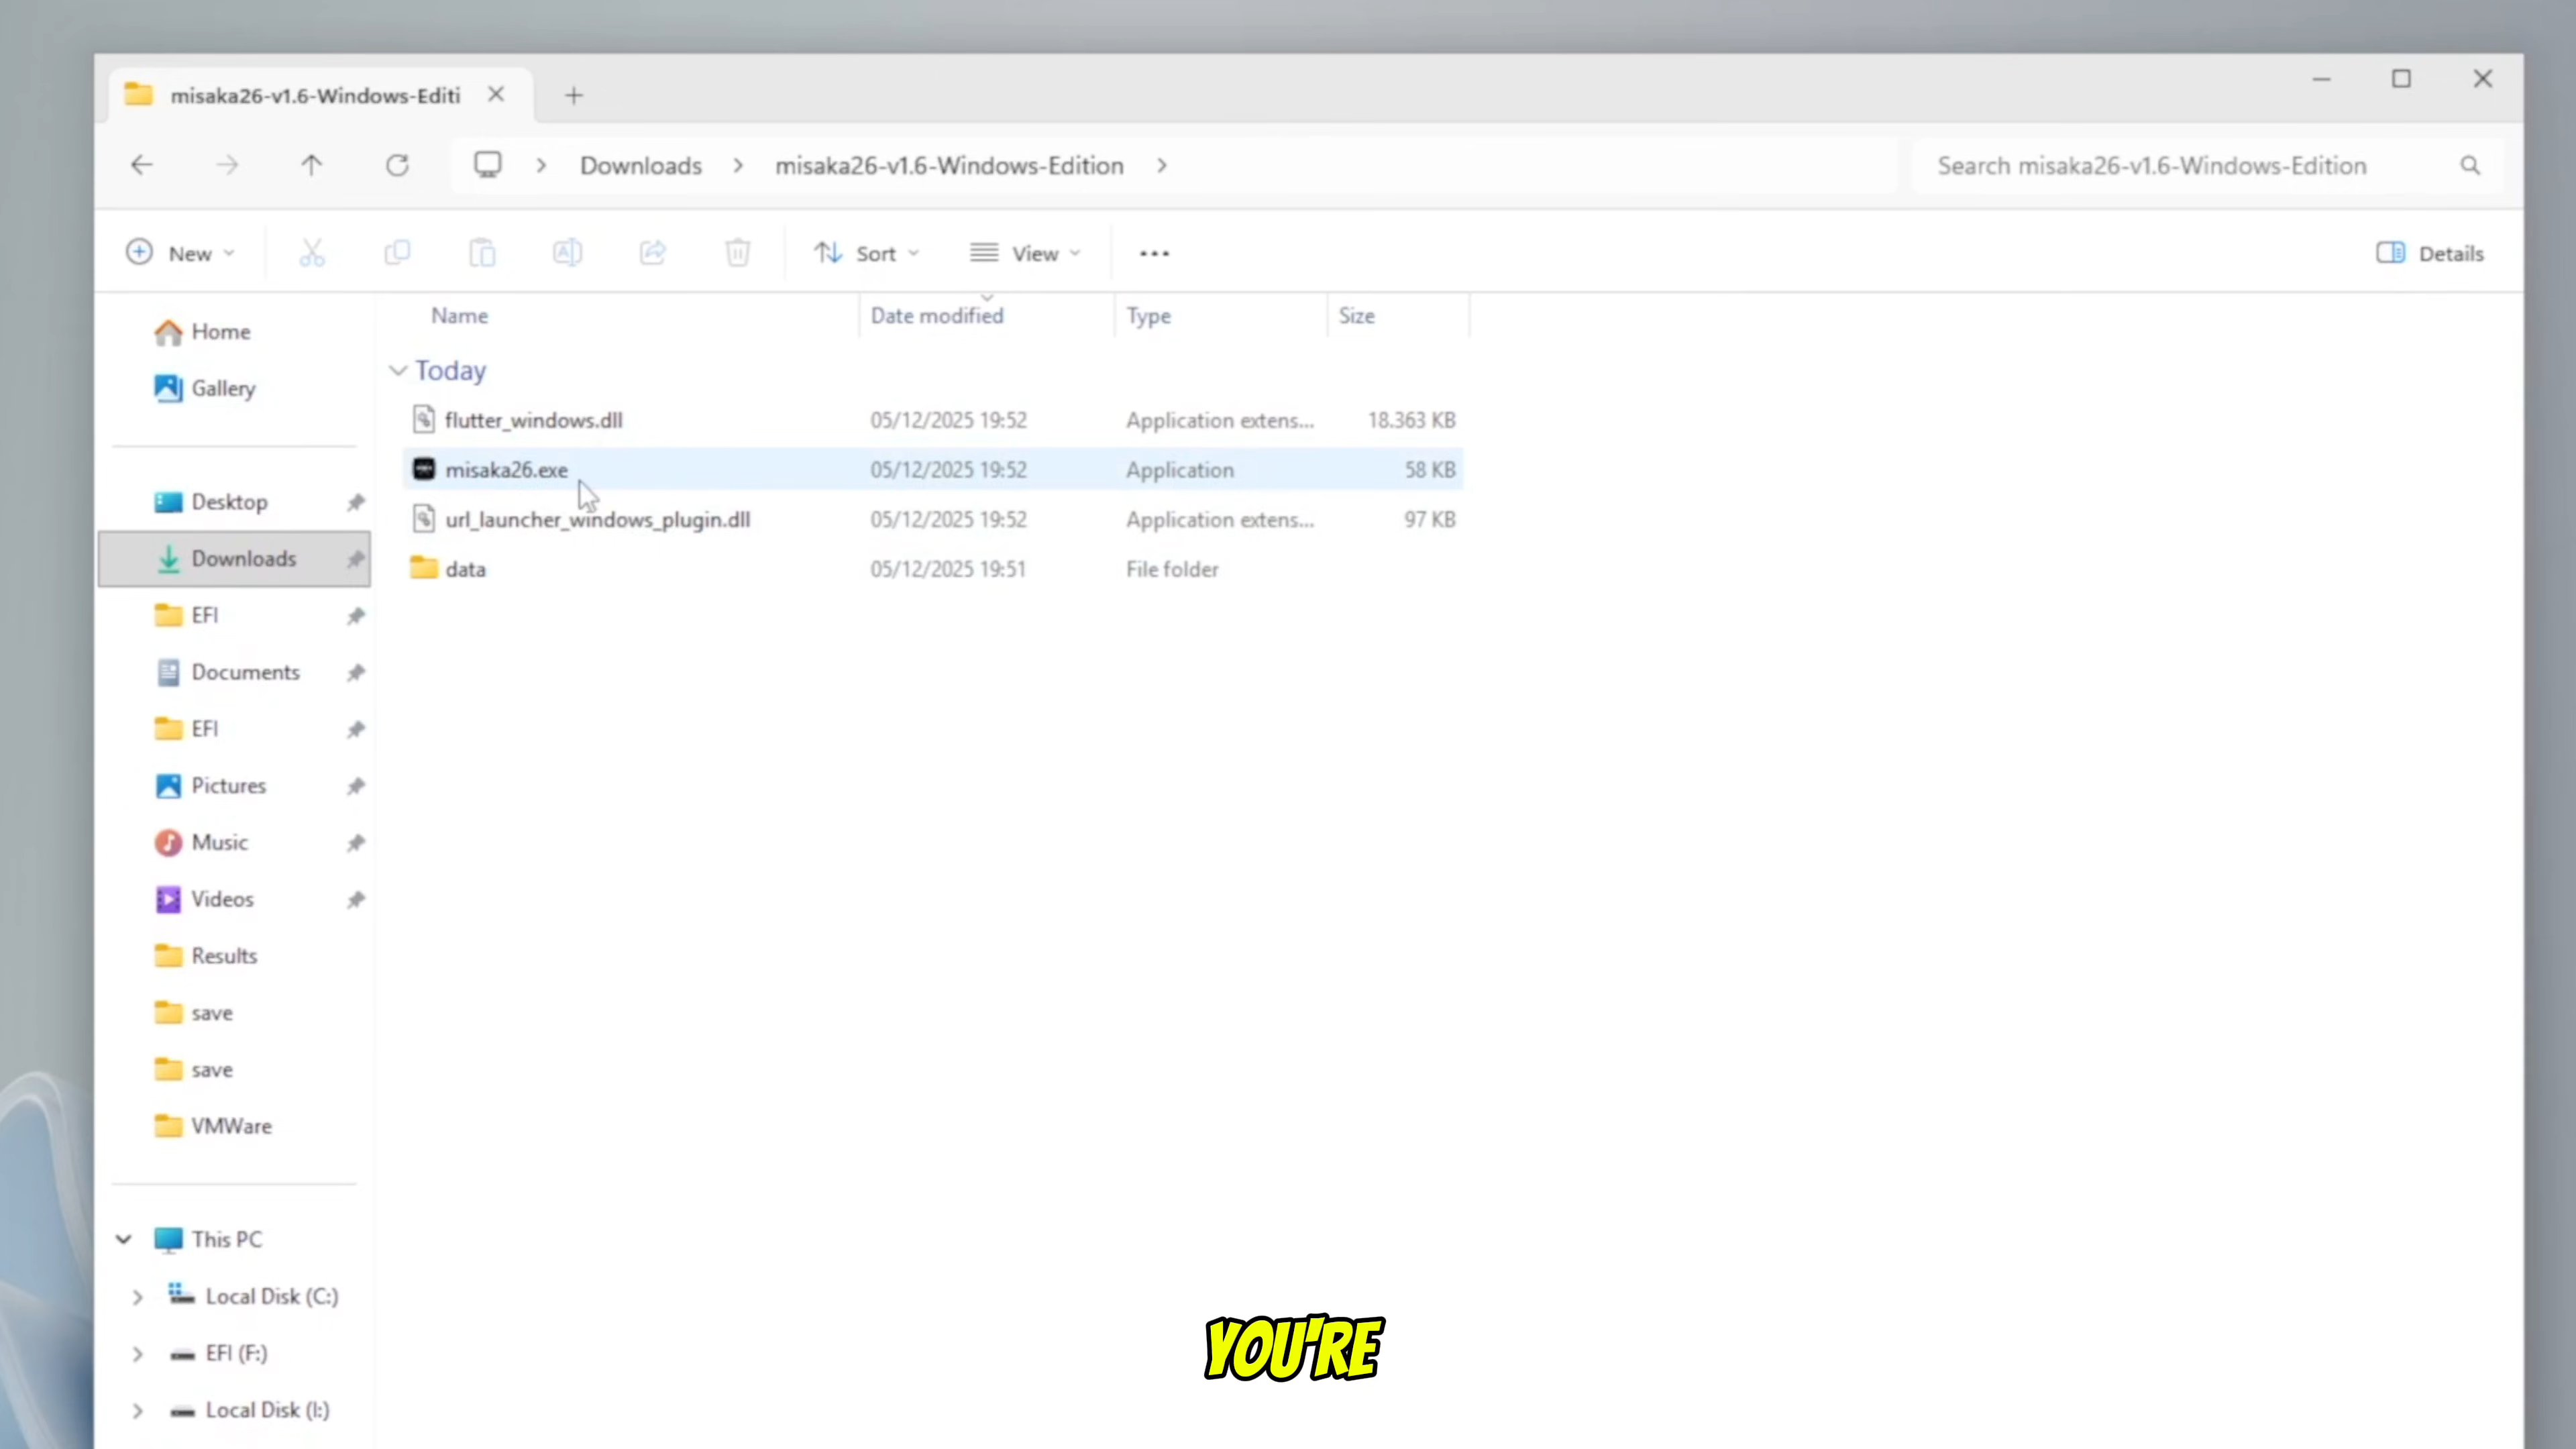 misaka26-v1.6-Windows-Editi
Downloads
misaka26-v1.6-Windows-Edition
Search misaka26-v1.6-Windows-Edition
New
Sort
View
Details
Name
Date modified
Type
Size
Today
flutter_windows.dll 05/12/2025 19:52 Application extens... 18.363 KB
misaka26.exe 05/12/2025 19:52 Application 58 KB
url_launcher_windows_plugin.dll 05/12/2025 19:52 Application extens... 97 KB
data 05/12/2025 19:51 File folder
Home
Gallery
Desktop
Downloads
EFI
Documents
EFI
Pictures
Music
Videos
Results
save
save
VMWare
This PC
Local Disk (C:)
EFI (F:)
Local Disk (I:)
YOU'RE